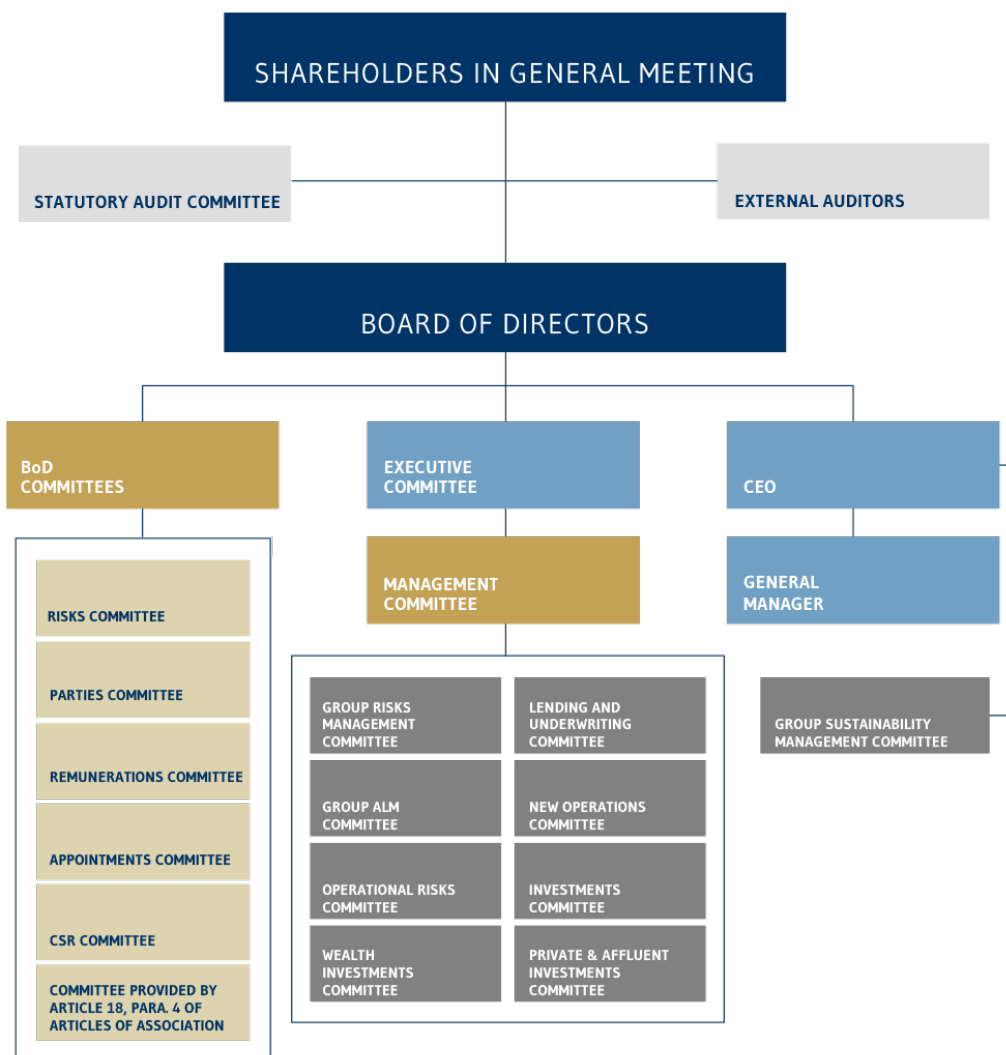 SHAREHOLDERS IN GENERAL MEETING
STATUTORY AUDIT COMMITTEE
EXTERNAL AUDITORS
BOARD OF DIRECTORS
BoD
COMMITTEES
EXECUTIVE
COMMITTEE
CEO
MANAGEMENT
COMMITTEE
GENERAL
MANAGER
RISKS COMMITTEE
PARTIES COMMITTEE
REMUNERATIONS COMMITTEE
APPOINTMENTS COMMITTEE
CSR COMMITTEE
COMMITTEE PROVIDED BY
ARTICLE 18, PARA. 4 OF
ARTICLES OF ASSOCIATION
GROUP RISKS
MANAGEMENT
COMMITTEE
LENDING AND
UNDERWRITING
COMMITTEE
GROUP ALM
COMMITTEE
NEW OPERATIONS
COMMITTEE
OPERATIONAL RISKS
COMMITTEE
INVESTMENTS
COMMITTEE
WEALTH
INVESTMENTS
COMMITTEE
PRIVATE & AFFLUENT
INVESTMENTS
COMMITTEE
GROUP SUSTAINABILITY
MANAGEMENT COMMITTEE